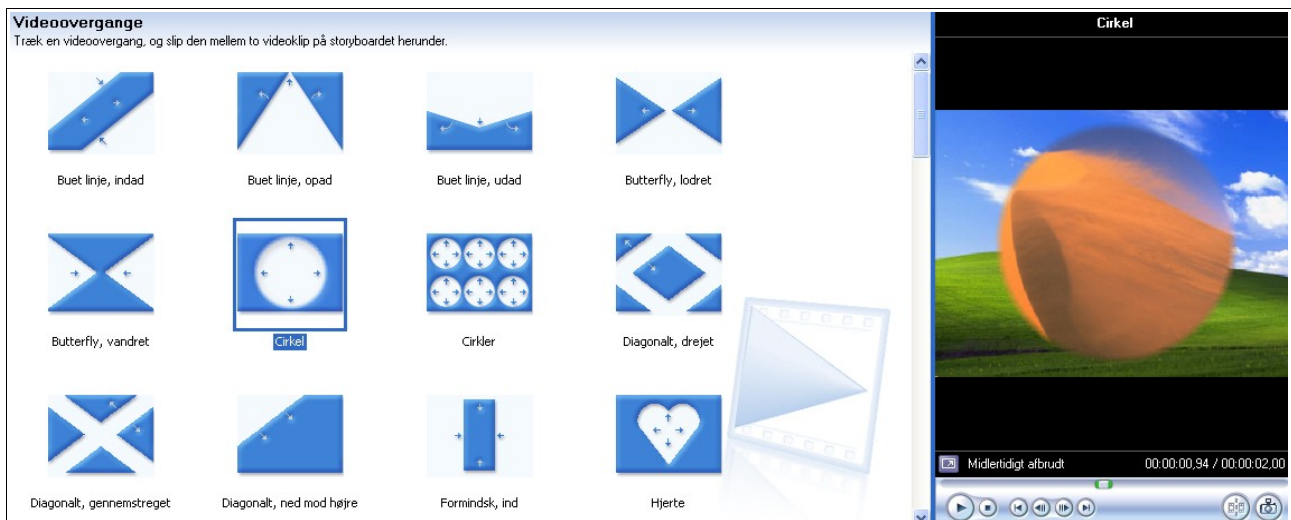 Videoovergange
Træk en videoovergang, og slip den mellem to videoklip på storyboardet herunder.
Buet linje, indad
Buet linje, opad
Buet linje, udad
Butterfly, lodret
Butterfly, vandret
Cirkel
Cirkler
Diagonalt, drejet
Diagonalt, gennemstreget
Diagonalt, ned mod højre
Formindsk, ind
Hjerte
Cirkel
Midlertidigt afbrudt
00:00:00,94 / 00:00:02,00